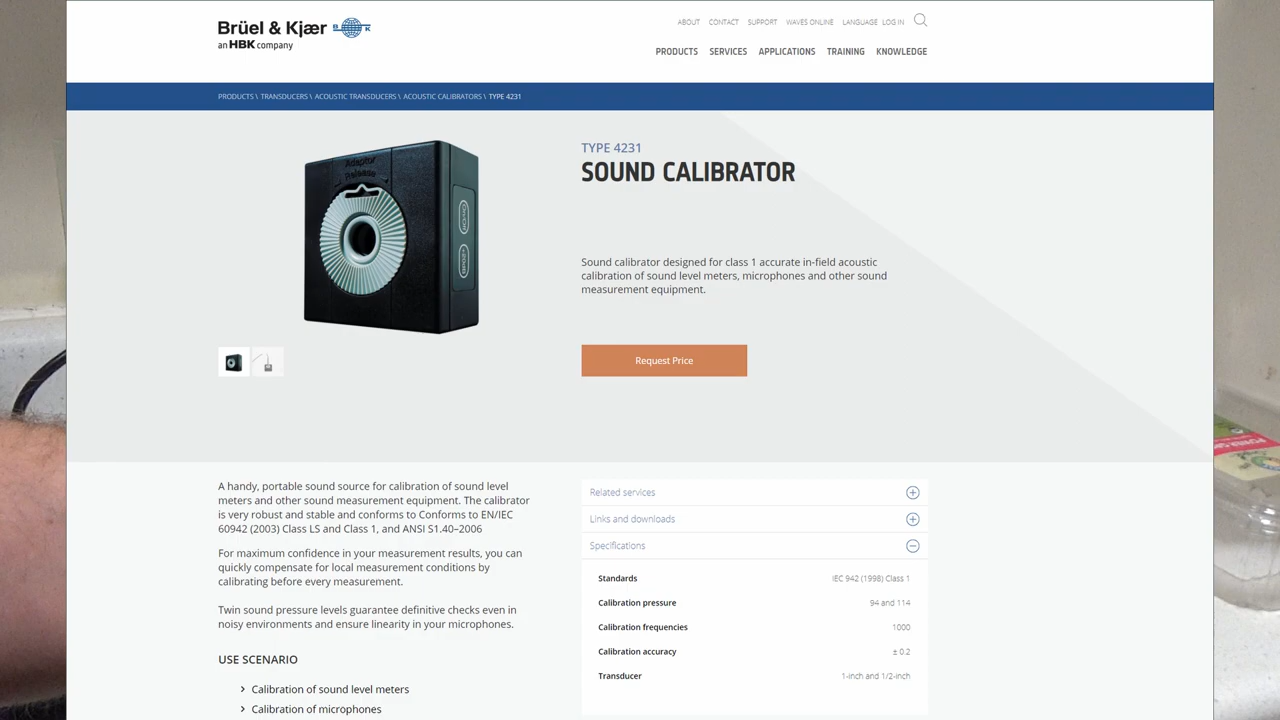 Brüel & Kjær
an HBK company
ABOUT CONTACT SUPPORT WAVES ONLINE LANGUAGE LOG IN
PRODUCTS SERVICES APPLICATIONS TRAINING KNOWLEDGE
PRODUCTS \ TRANSDUCERS \ ACOUSTIC TRANSDUCERS \ ACOUSTIC CALIBRATORS \ TYPE 4231
Adaptor
Release
TYPE 4231
SOUND CALIBRATOR
Sound calibrator designed for class 1 accurate in-field acoustic
calibration of sound level meters, microphones and other sound
measurement equipment.
Request Price
A handy, portable sound source for calibration of sound level
meters and other sound measurement equipment. The calibrator
is very robust and stable and conforms to Conforms to EN/IEC
60942 (2003) Class LS and Class 1, and ANSI S1.40–2006
For maximum confidence in your measurement results, you can
quickly compensate for local measurement conditions by
calibrating before every measurement.
Twin sound pressure levels guarantee definitive checks even in
noisy environments and ensure linearity in your microphones.
USE SCENARIO
Calibration of sound level meters
Calibration of microphones
Related services
Links and downloads
Specifications
Standards IEC 942 (1998) Class 1
Calibration pressure 94 and 114
Calibration frequencies 1000
Calibration accuracy ± 0.2
Transducer 1-inch and 1/2-inch